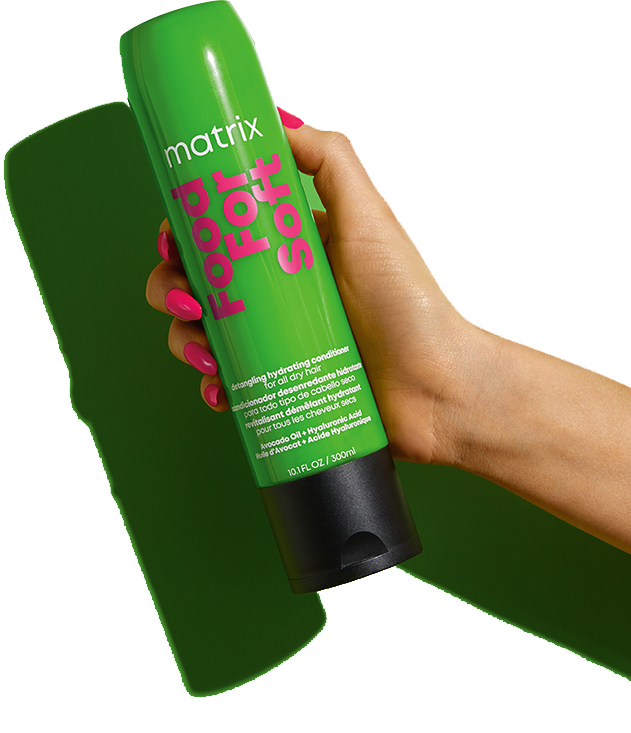 matrix
Food
For
Soft
detangling hydrating conditioner
for all dry hair
desenredante hidratante
para todo tipo de cabello seco
revitalisant démêlant hydratant
pour tous les cheveux secs
Avocado Oil + Hyaluronic Acid
Huile d'Avocat + Acide Hyaluronique
10.1 FL OZ / 300ml